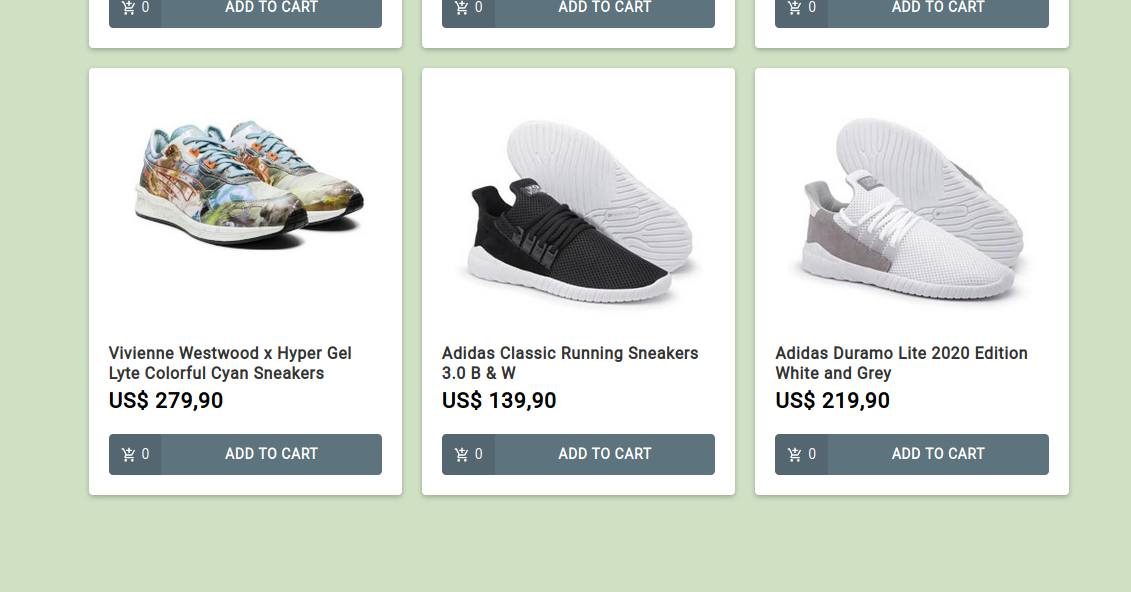 0 ADD TO CART 0 ADD TO CART 0 ADD TO CART
Vivienne Westwood x Hyper Gel
Lyte Colorful Cyan Sneakers
US$ 279,90
0 ADD TO CART
Adidas Classic Running Sneakers
3.0 B & W
US$ 139,90
0 ADD TO CART
Adidas Duramo Lite 2020 Edition
White and Grey
US$ 219,90
0 ADD TO CART